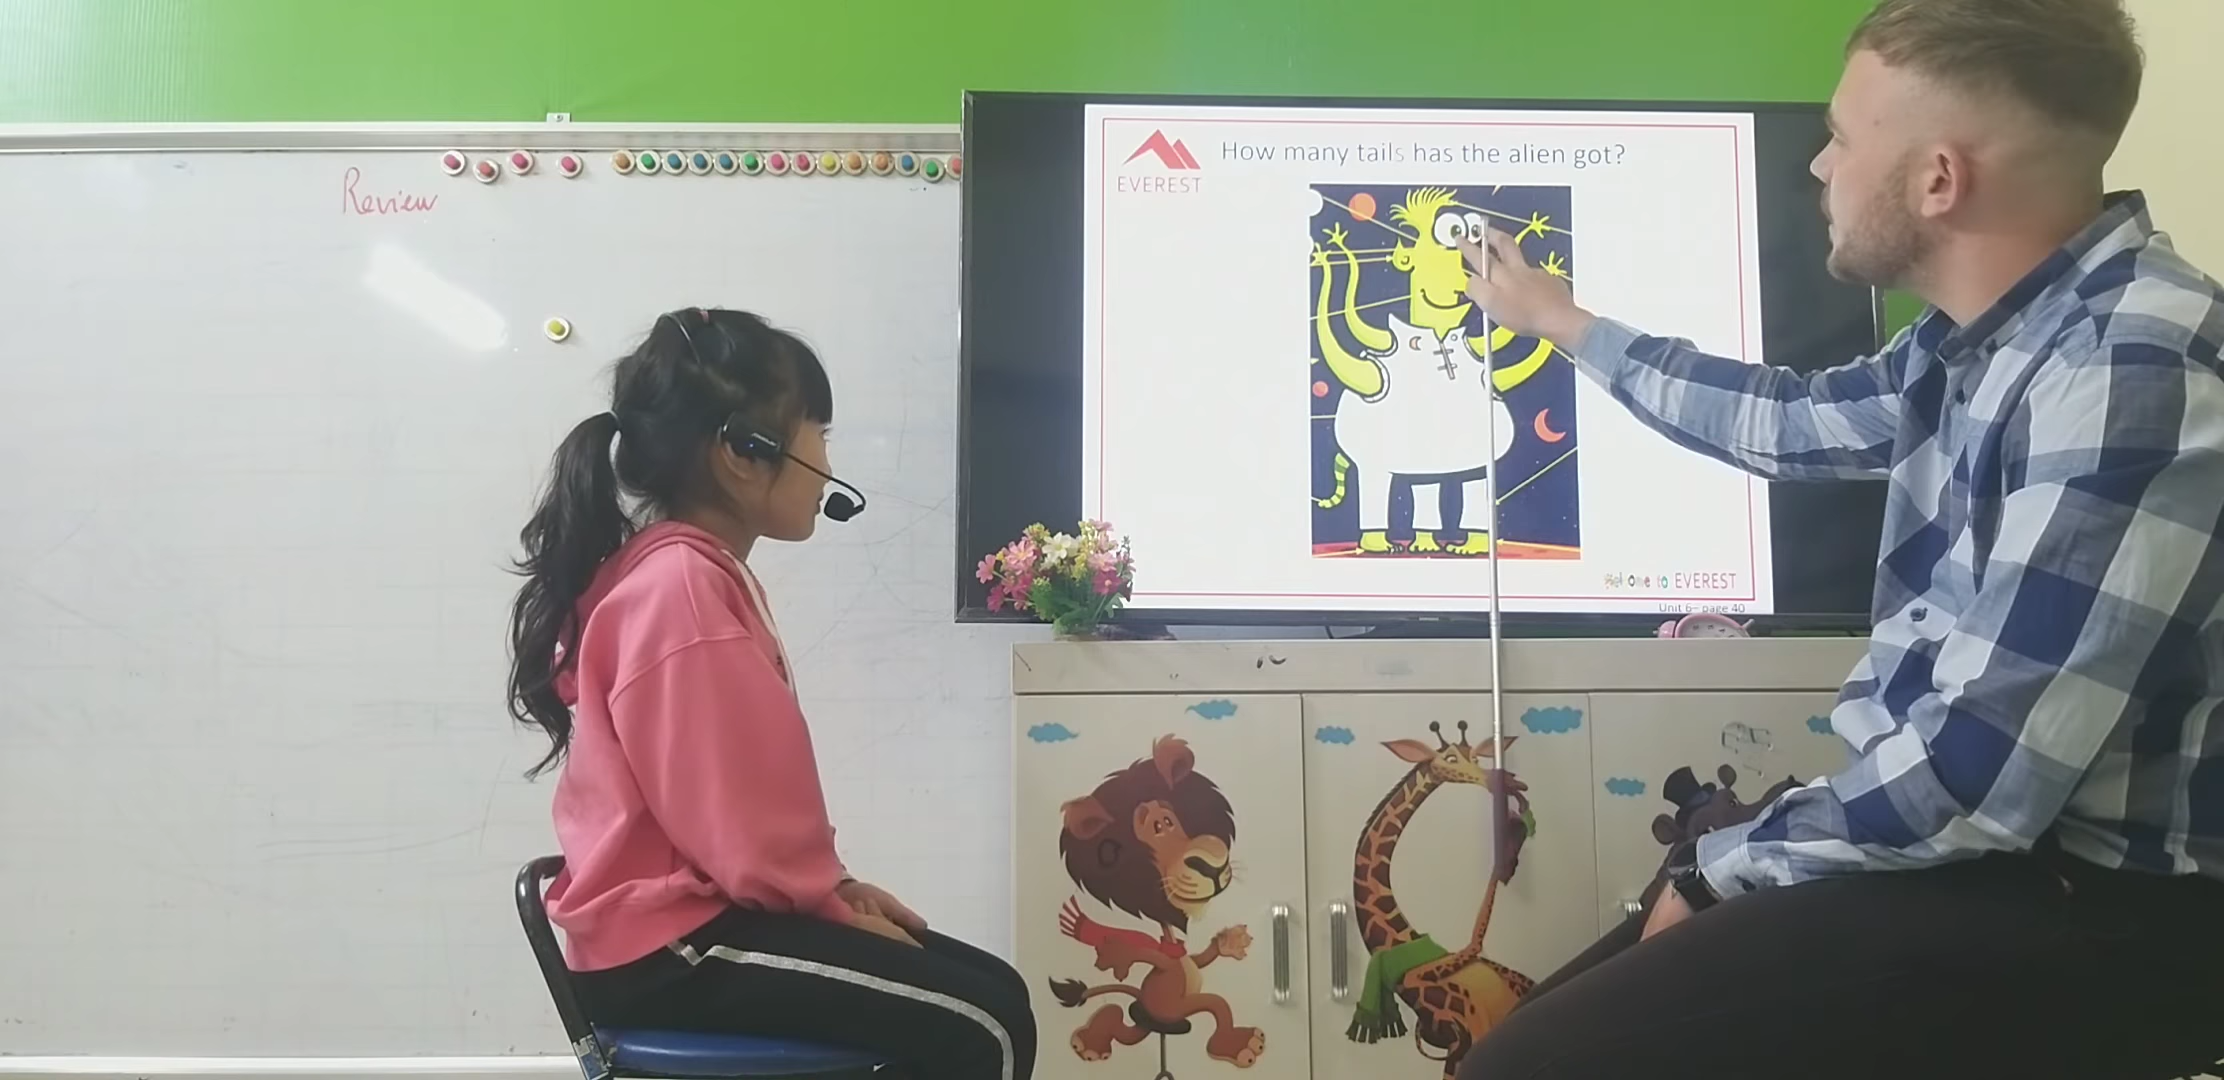 Review
How many tails has the alien got?
EVEREST
Welcome to EVEREST
Unit 6– page 40